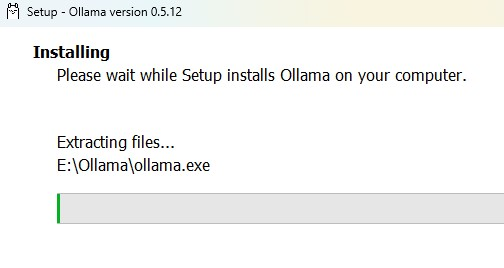 Setup - Ollama version 0.5.12
Installing
Please wait while Setup installs Ollama on your computer.
Extracting files...
E:\Ollama\ollama.exe